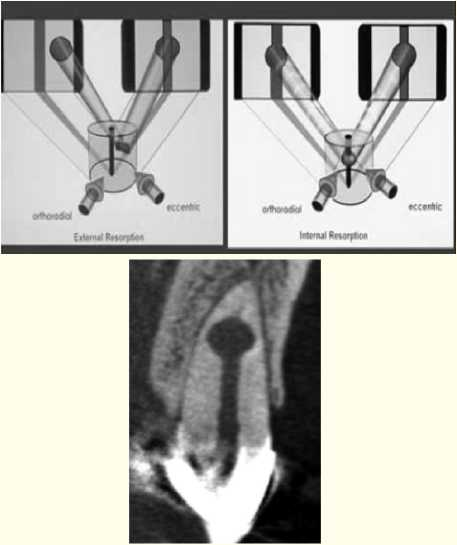 orthoradial
eccentric
External Resorption
orthoradial
eccentric
Internal Resorption